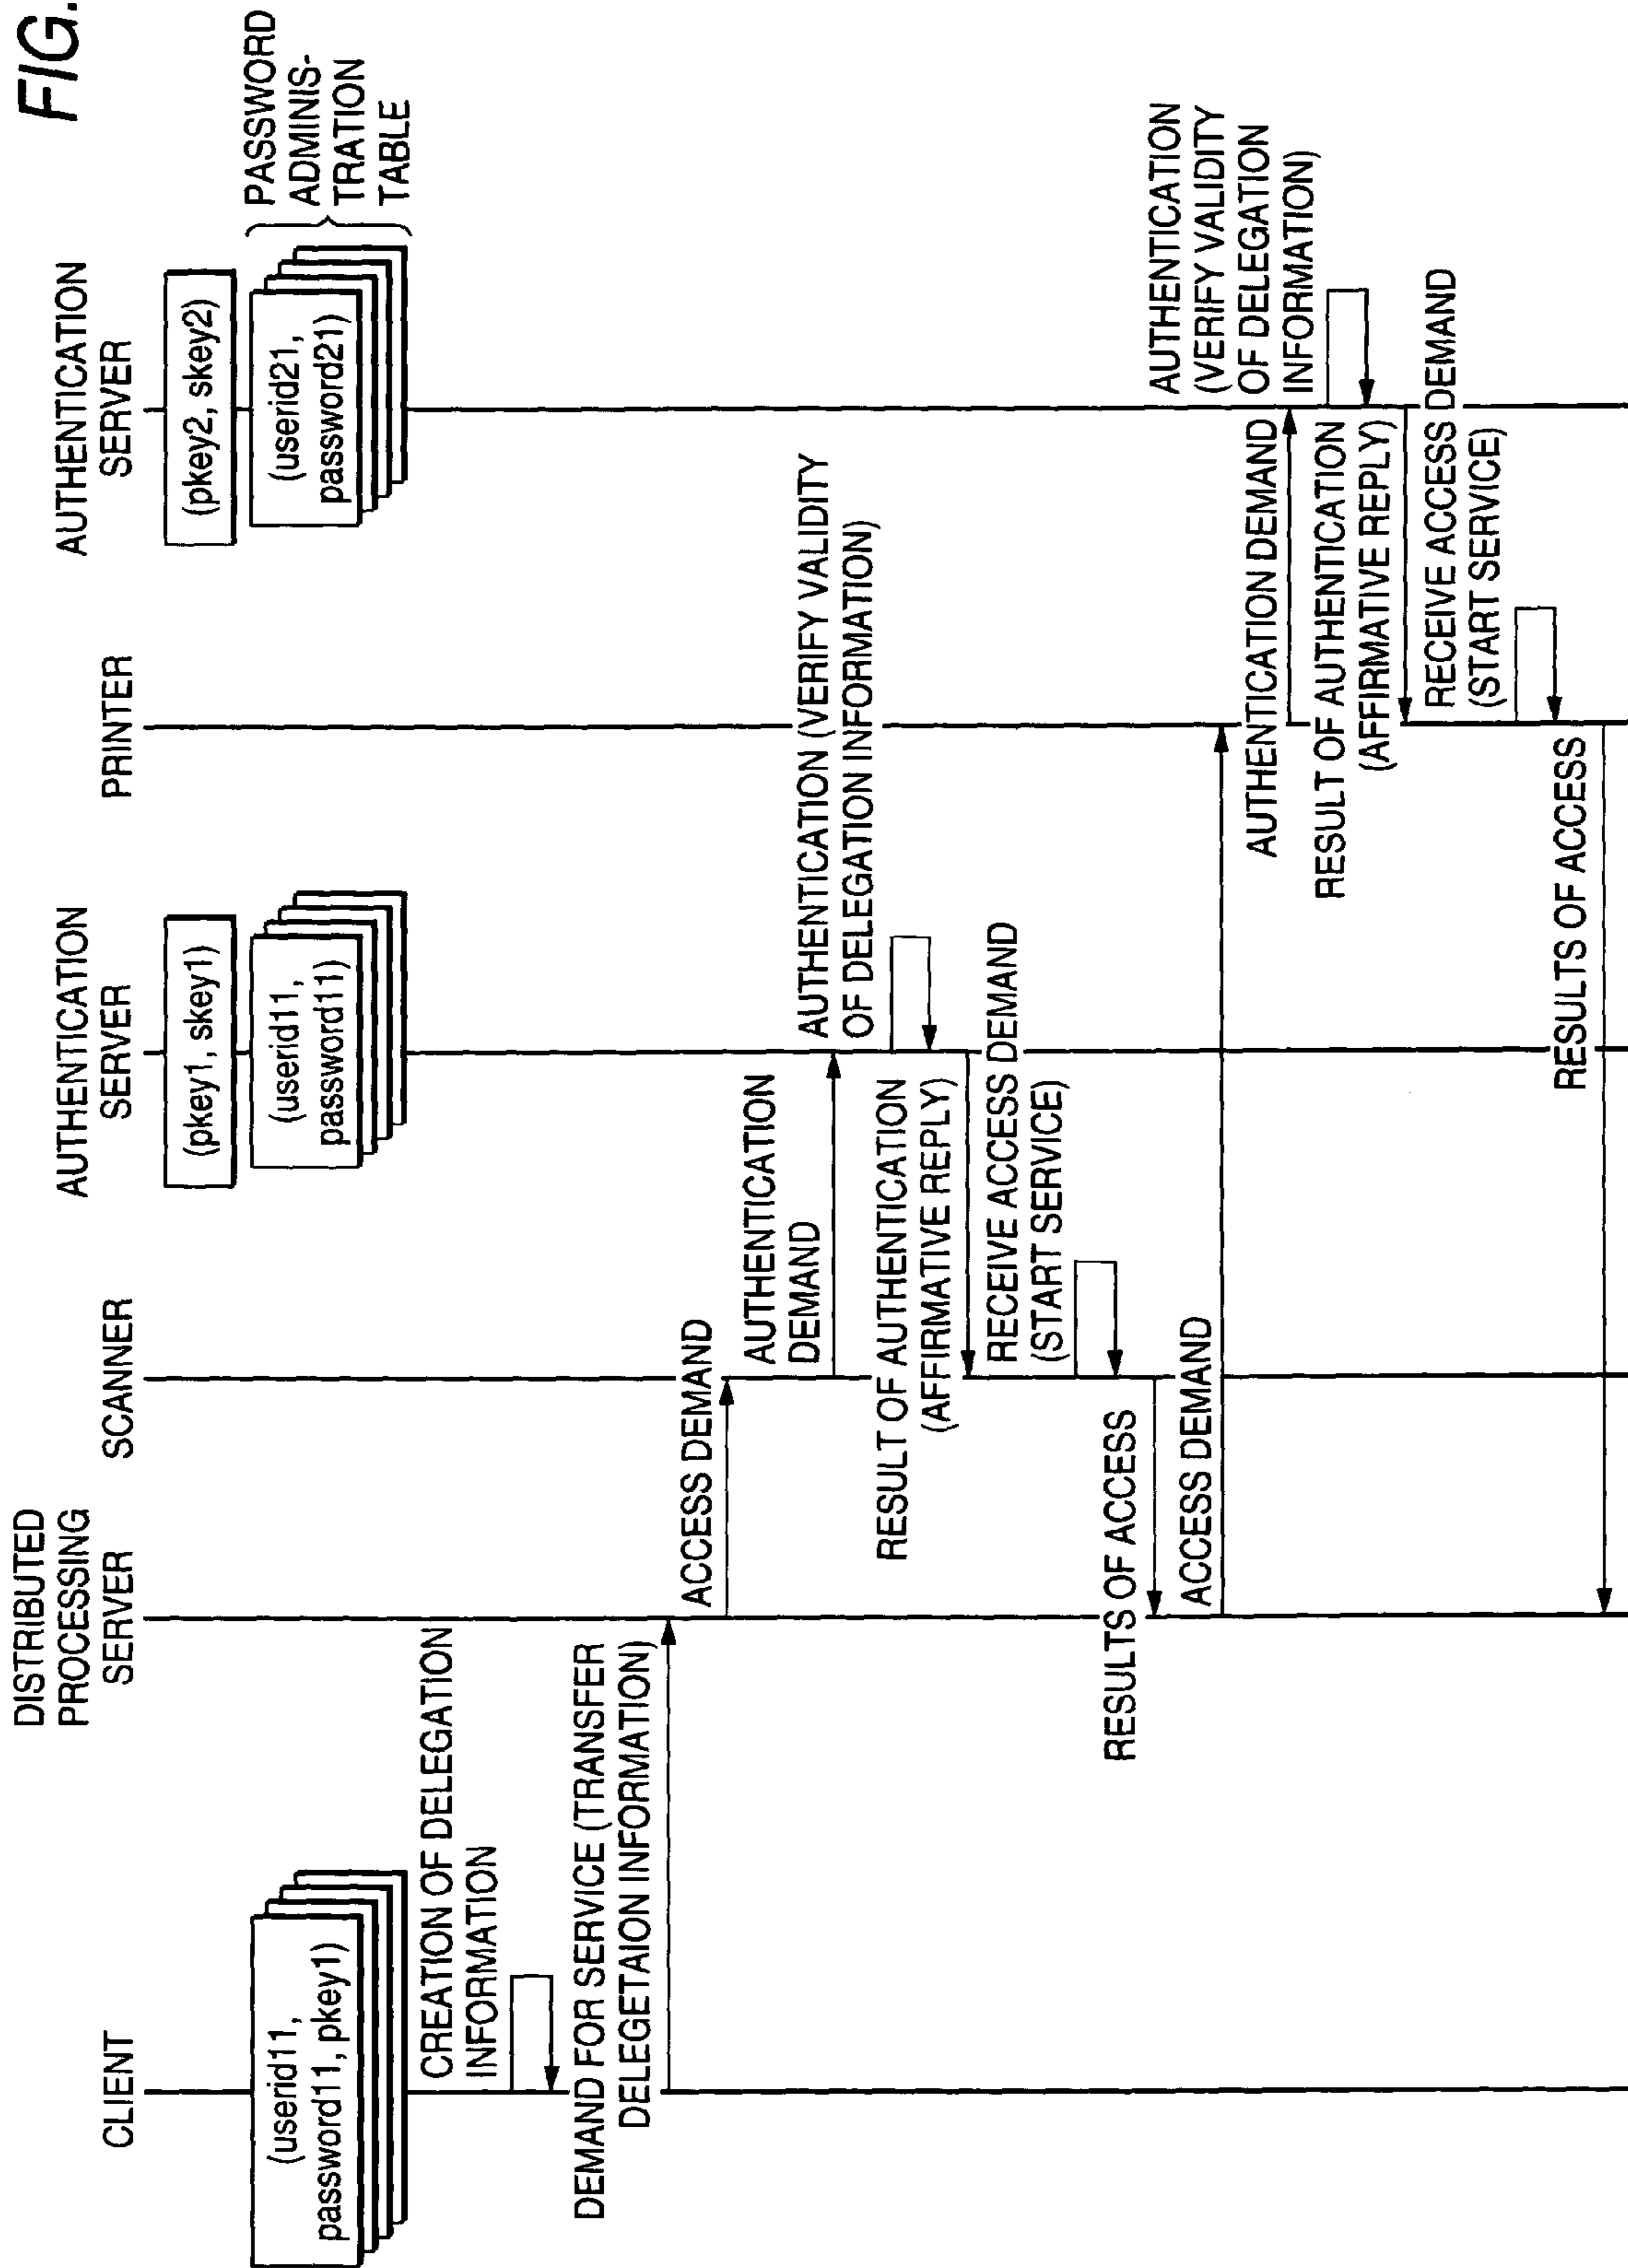 FIG.
CLIENT
DISTRIBUTED
PROCESSING
SERVER
SCANNER
AUTHENTICATION
SERVER
PRINTER
AUTHENTICATION
SERVER
(userid11,
password11, pkey1)
(pkey1, skey1)
(userid11,
password11)
(pkey2, skey2)
(userid21,
password21)
PASSWORD
ADMINIS-
TRATION
TABLE
CREATION OF DELEGATION
INFORMATION
DEMAND FOR SERVICE (TRANSFER
DELEGETAION INFORMATION)
ACCESS DEMAND
AUTHENTICATION
DEMAND
AUTHENTICATION (VERIFY VALIDITY
OF DELEGATION INFORMATION)
RESULT OF AUTHENTICATION
(AFFIRMATIVE REPLY)
RECEIVE ACCESS DEMAND
(START SERVICE)
RESULTS OF ACCESS
ACCESS DEMAND
AUTHENTICATION DEMAND
AUTHENTICATION
(VERIFY VALIDITY
OF DELEGATION
INFORMATION)
RESULT OF AUTHENTICATION
(AFFIRMATIVE REPLY)
RECEIVE ACCESS DEMAND
(START SERVICE)
RESULTS OF ACCESS